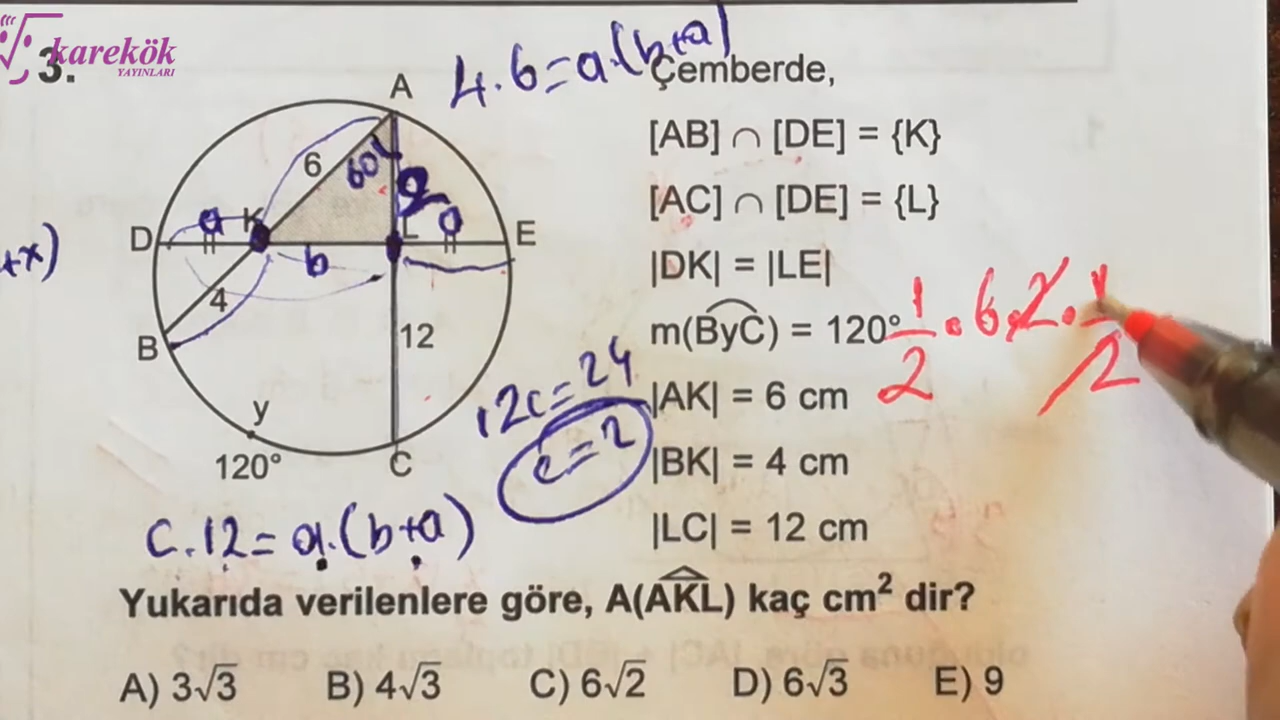 karekök
YAYINLARI
3.
4.6=a.(b+a)
Çemberde,
[AB] ∩ [DE] = {K}
[AC] ∩ [DE] = {L}
|DK| = |LE|
m(ByC) = 120°
|AK| = 6 cm
|BK| = 4 cm
|LC| = 12 cm
A
6
60
D
a
K
L
a
E
b
+x)
4
B
12
y
120°
C
12c=24
c=2
1/2 . 6.2.
c.12=a.(b+a)
Yukarıda verilenlere göre, A(AKL) kaç cm² dir?
A) 3√3 B) 4√3 C) 6√2 D) 6√3 E) 9